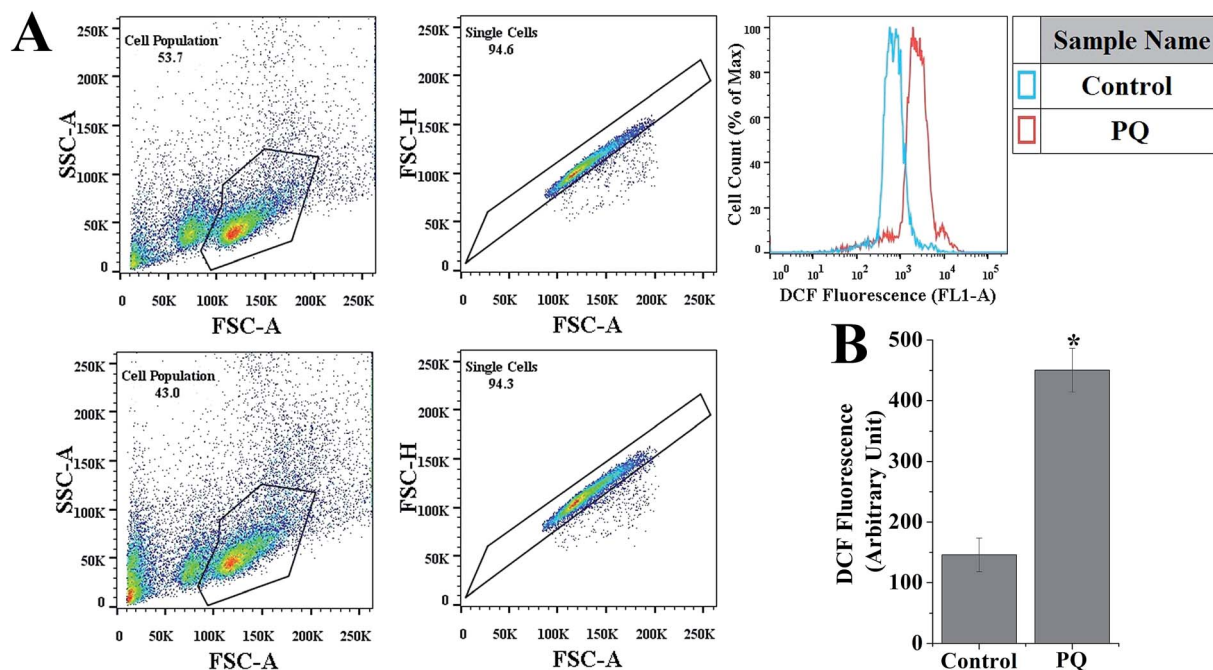 A
Cell Population
53.7
250K
200K
150K
100K
50K
0
SSC-A
0 50K 100K 150K 200K 250K
FSC-A
Single Cells
94.6
250K
200K
150K
100K
50K
0
FSC-H
0 50K 100K 150K 200K 250K
FSC-A
100
80
60
40
20
0
Cell Count (% of Max)
10⁰ 10¹ 10² 10³ 10⁴ 10⁵
DCF Fluorescence (FL1-A)
Sample Name
Control
PQ
Cell Population
43.0
250K
200K
150K
100K
50K
0
SSC-A
0 50K 100K 150K 200K 250K
FSC-A
Single Cells
94.3
250K
200K
150K
100K
50K
0
FSC-H
0 50K 100K 150K 200K 250K
FSC-A
B
500
400
300
200
100
0
DCF Fluorescence
(Arbitrary Unit)
*
Control PQ